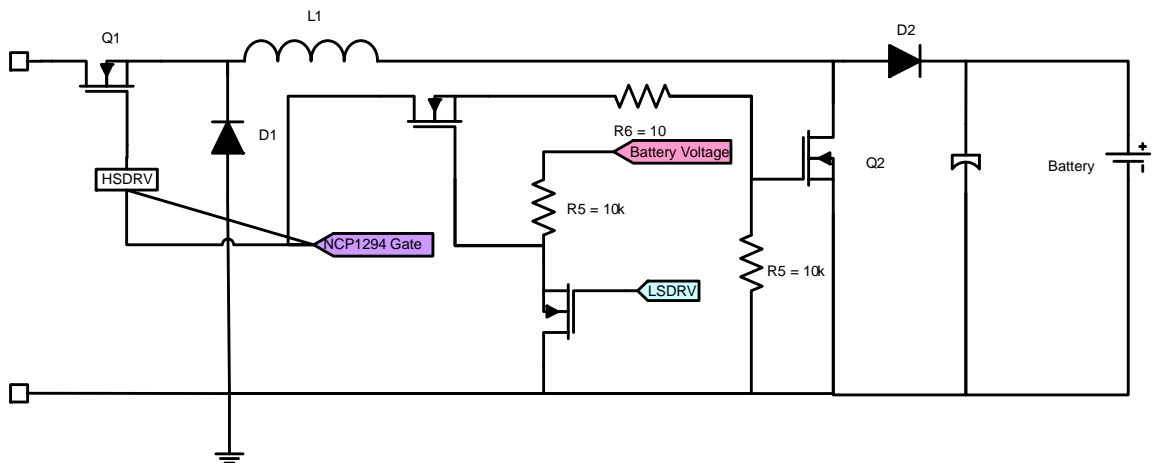 L1
D2
Q1
D1
R6 = 10
Battery Voltage
Q2
Battery
+
-
HSDRV
R5 = 10k
NCP1294 Gate
R5 = 10k
LSDRV